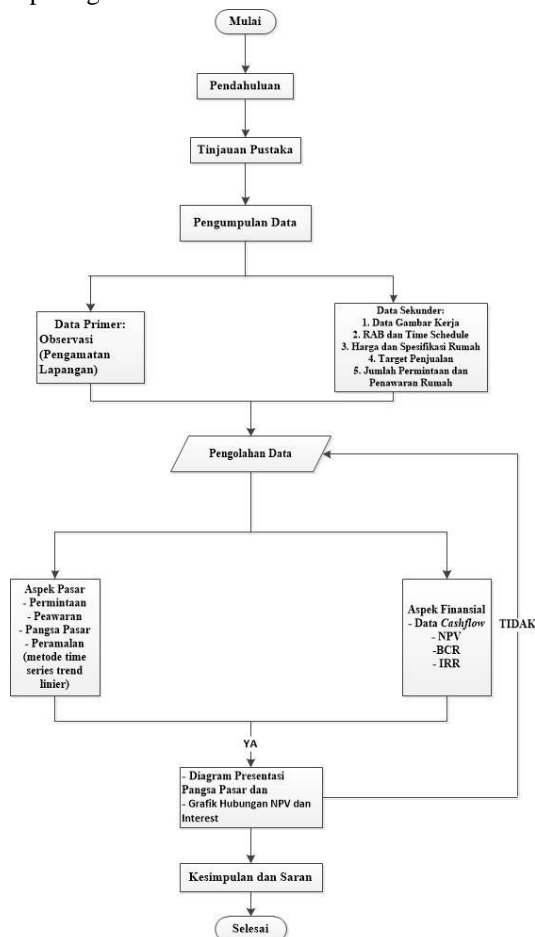 Mulai
Pendahuluan
Tinjauan Pustaka
Pengumpulan Data
Data Primer:
Observasi
(Pengamatan
Lapangan)
Data Sekunder:
1. Data Gambar Kerja
2. RAB dan Time Schedule
3. Harga dan Spesifikasi Rumah
4. Target Penjualan
5. Jumlah Permintaan dan
Penawaran Rumah
Pengolahan Data
Aspek Pasar
- Permintaan
- Peawaran
- Pangsa Pasar
- Peramalan
(metode time
series trend
linier)
Aspek Finansial
- Data Cashflow
- NPV
-BCR
- IRR
TIDAK
YA
- Diagram Presentasi
Pangsa Pasar dan
- Grafik Hubungan NPV dan
Interest
Kesimpulan dan Saran
Selesai